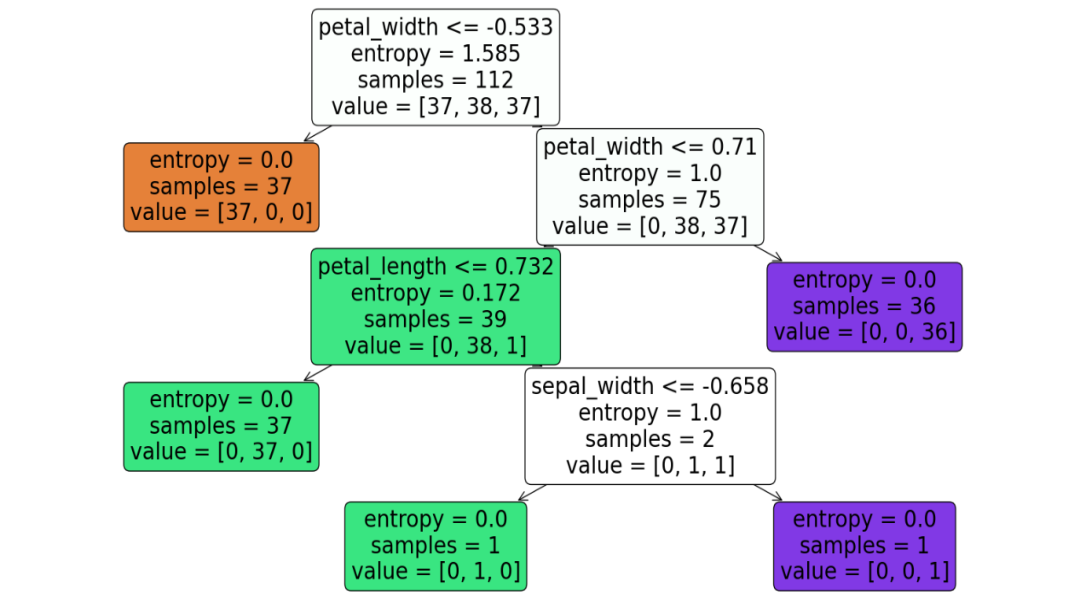 petal_width <= -0.533
entropy = 1.585
samples = 112
value = [37, 38, 37]
entropy = 0.0
samples = 37
value = [37, 0, 0]
petal_width <= 0.71
entropy = 1.0
samples = 75
value = [0, 38, 37]
petal_length <= 0.732
entropy = 0.172
samples = 39
value = [0, 38, 1]
entropy = 0.0
samples = 36
value = [0, 0, 36]
entropy = 0.0
samples = 37
value = [0, 37, 0]
sepal_width <= -0.658
entropy = 1.0
samples = 2
value = [0, 1, 1]
entropy = 0.0
samples = 1
value = [0, 1, 0]
entropy = 0.0
samples = 1
value = [0, 0, 1]